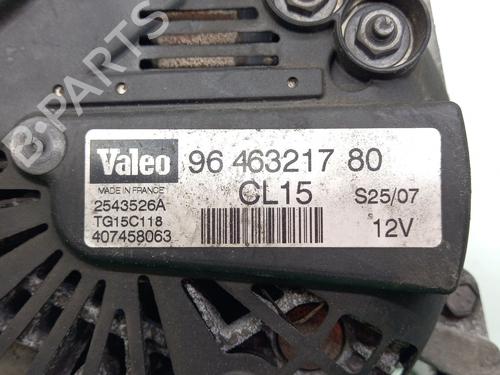 B-PARTS
Valeo
96 463217 80
MADE IN FRANCE
CL15
S25/07
2543526A
TG15C118
12V
407458063